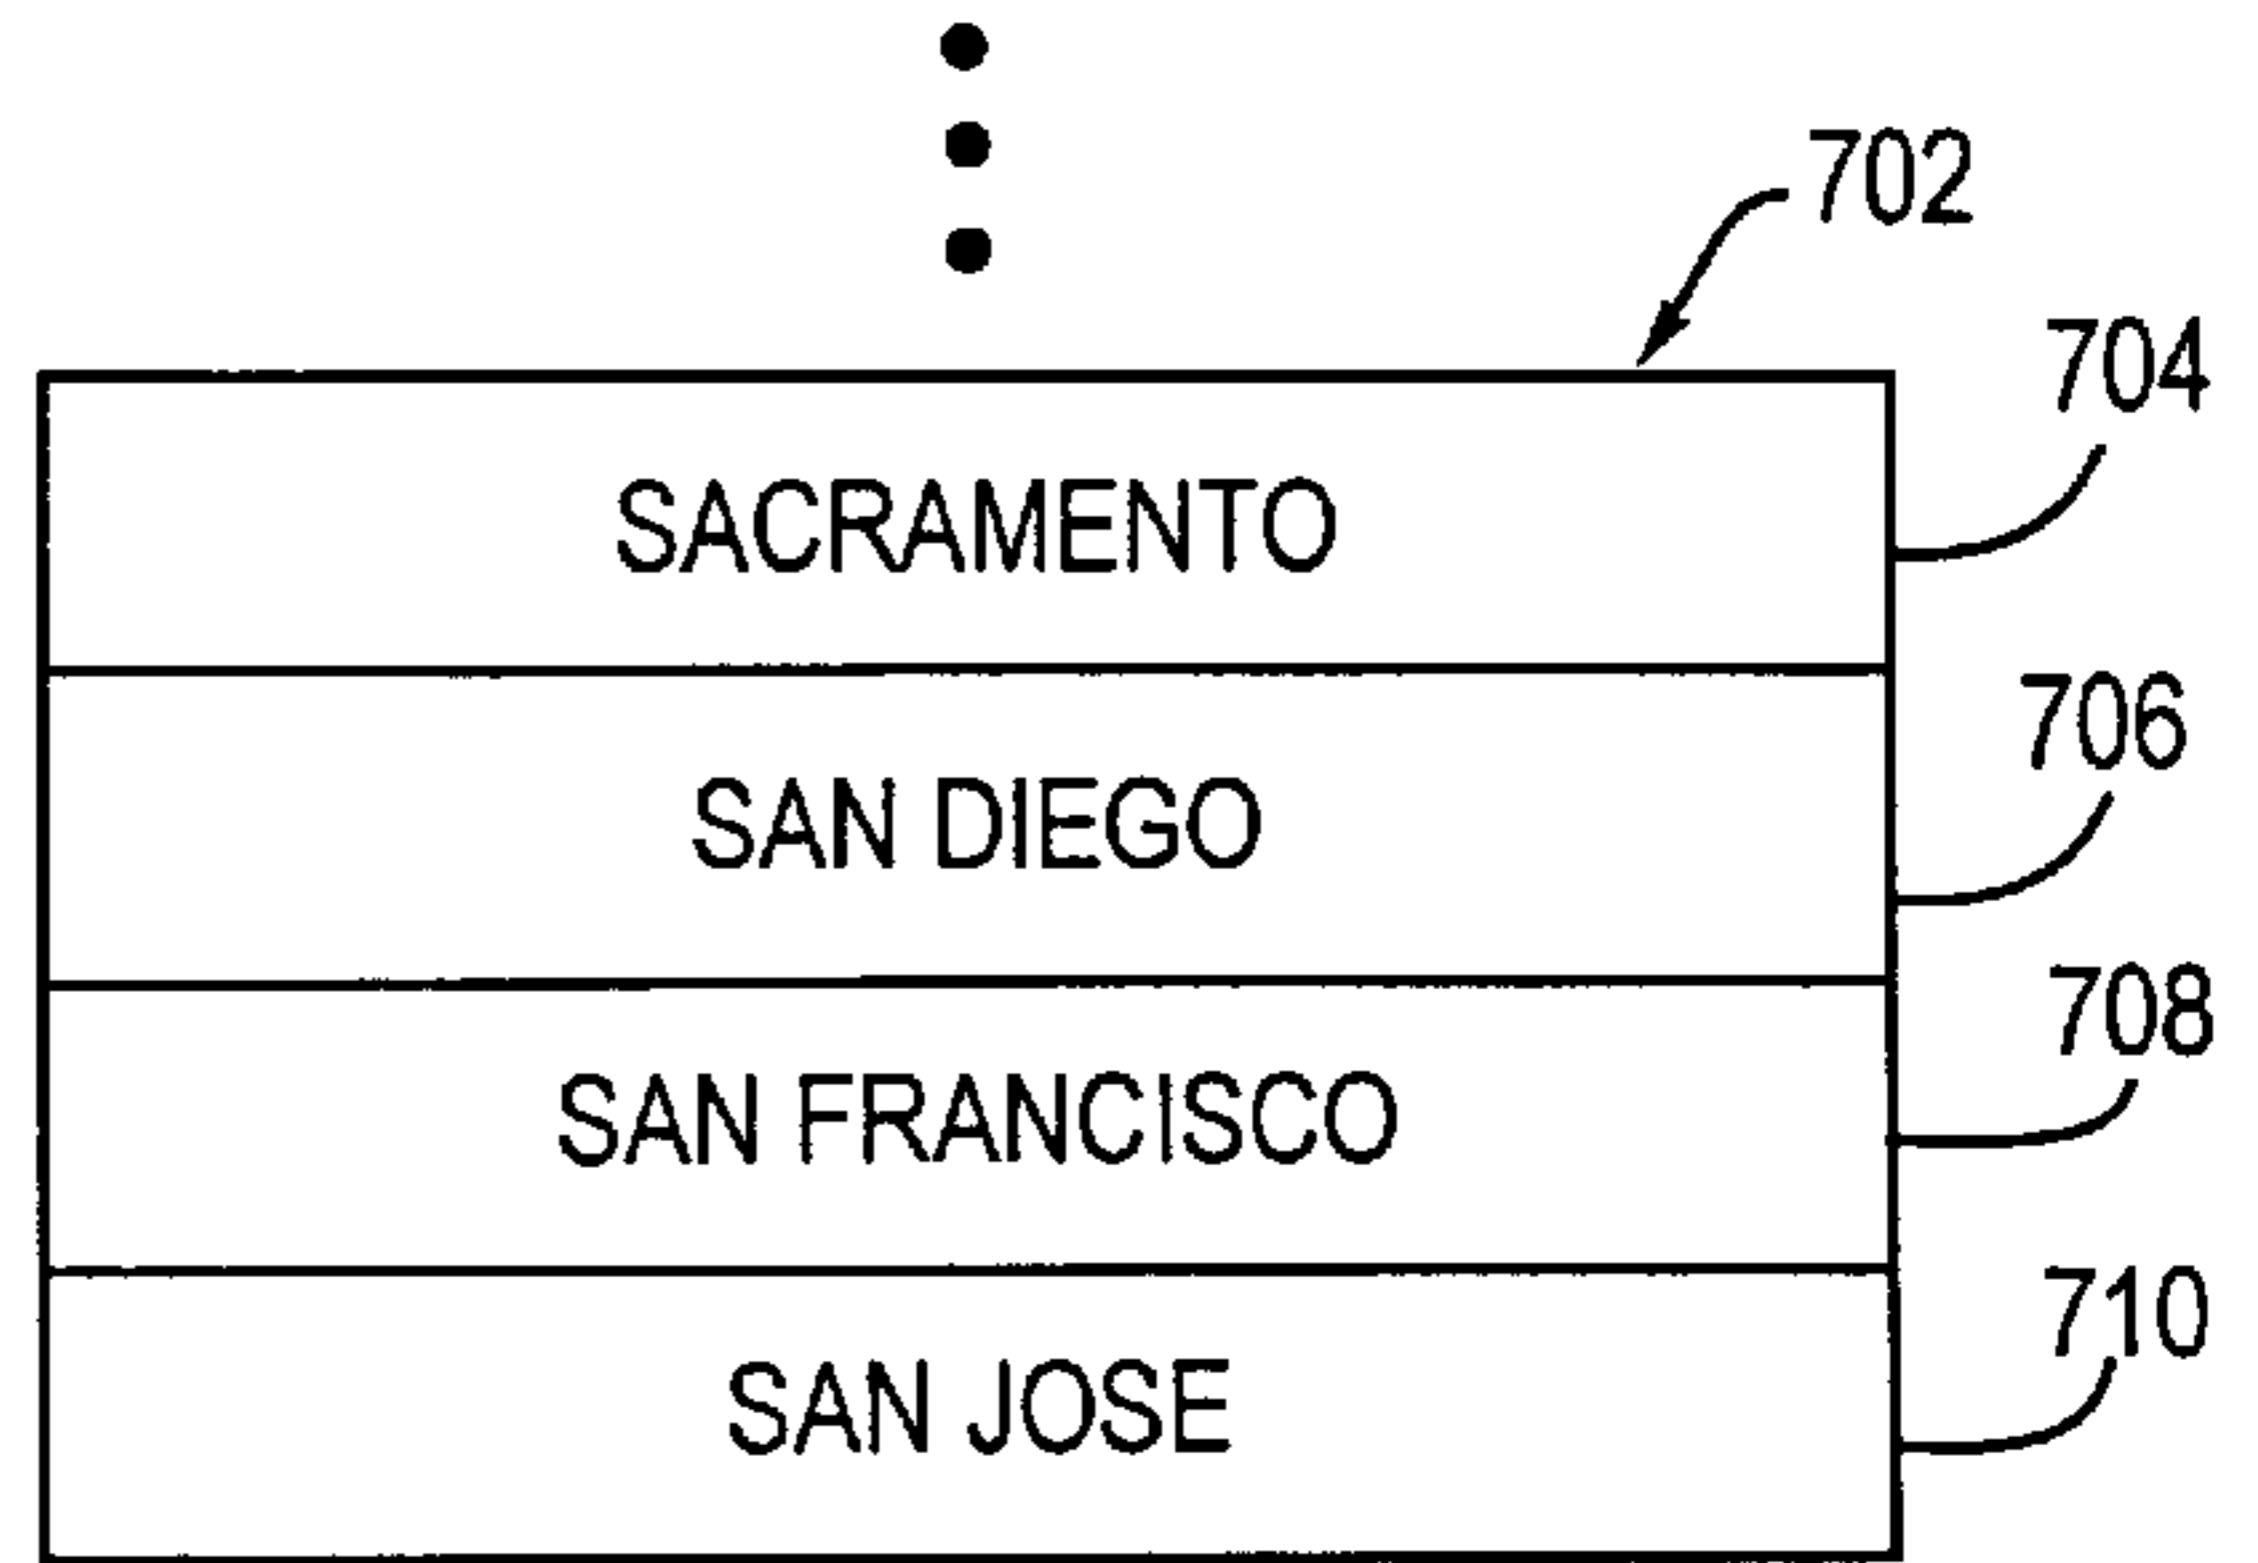 702
704
SACRAMENTO
706
SAN DIEGO
708
SAN FRANCISCO
710
SAN JOSE